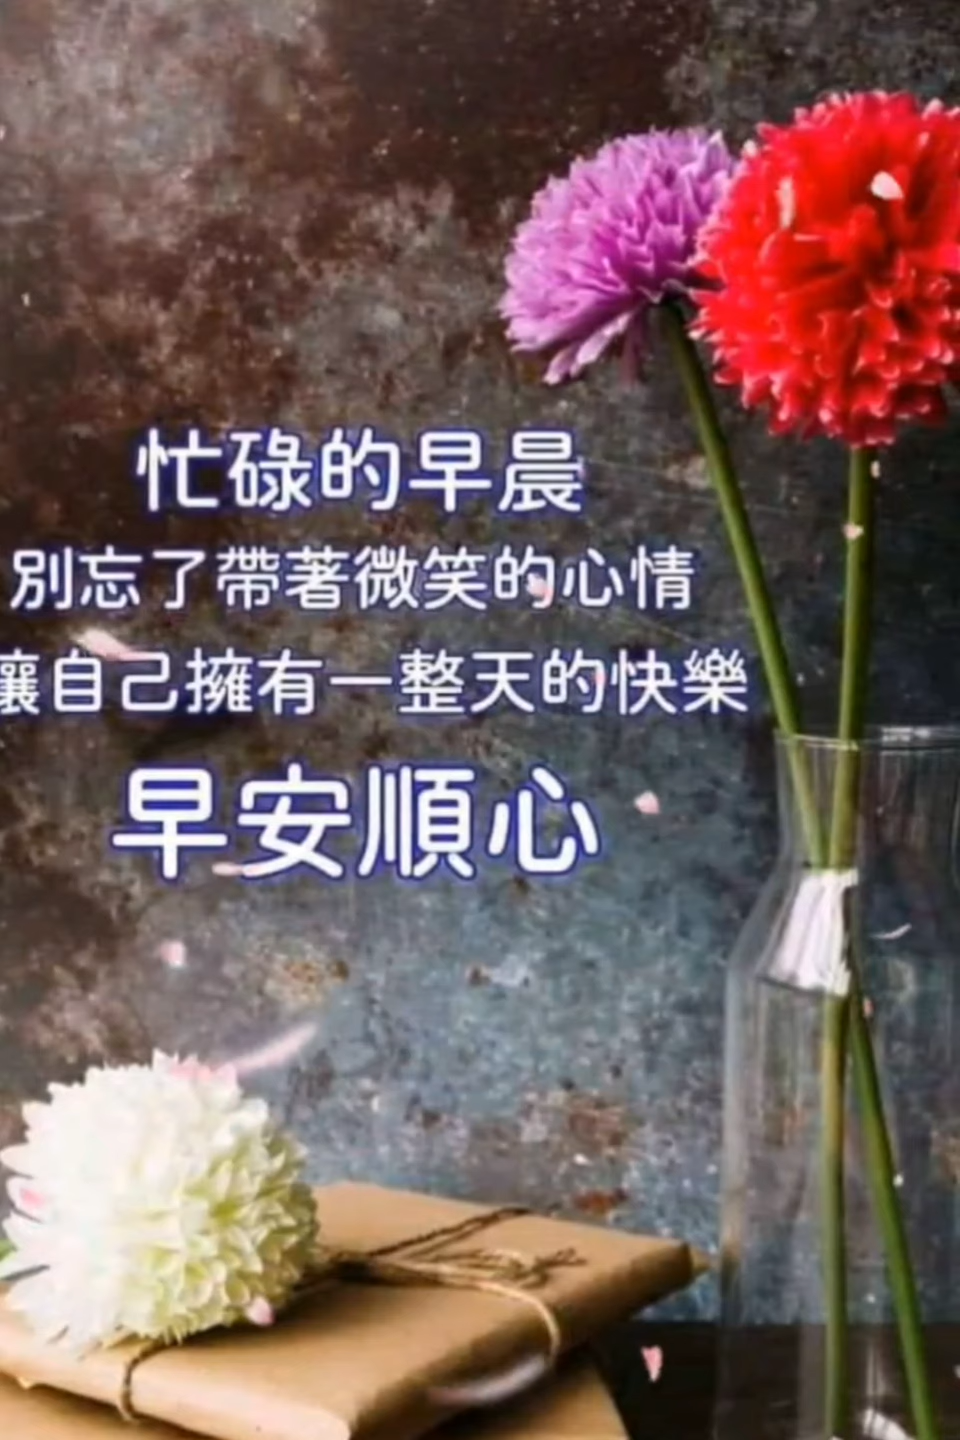 忙碌的早晨
別忘了帶著微笑的心情
讓自己擁有一整天的快樂
早安順心